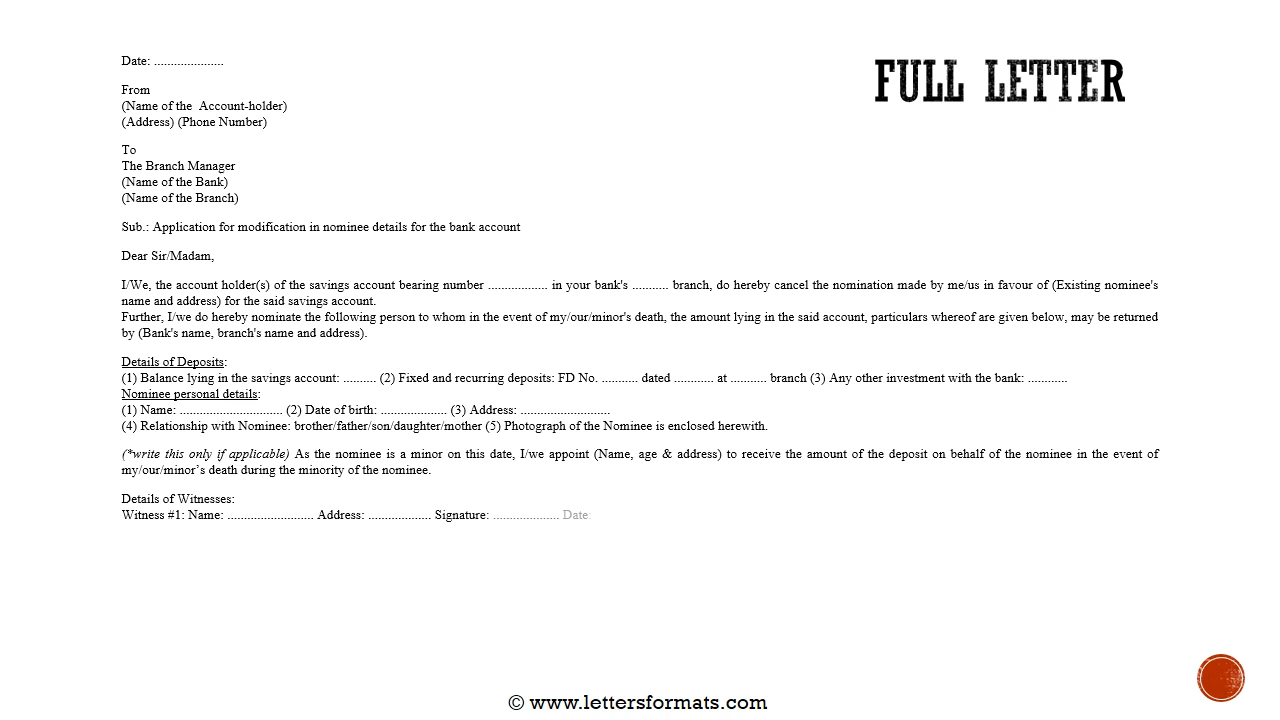 FULL LETTER
Date: .....................
From
(Name of the  Account-holder)
(Address) (Phone Number)
To
The Branch Manager
(Name of the Bank)
(Name of the Branch)
Sub.: Application for modification in nominee details for the bank account
Dear Sir/Madam,
I/We, the account holder(s) of the savings account bearing number .................. in your bank's ........... branch, do hereby cancel the nomination made by me/us in favour of (Existing nominee's
name and address) for the said savings account.
Further, I/we do hereby nominate the following person to whom in the event of my/our/minor's death, the amount lying in the said account, particulars whereof are given below, may be returned
by (Bank's name, branch's name and address).
Details of Deposits:
(1) Balance lying in the savings account: .......... (2) Fixed and recurring deposits: FD No. ........... dated ............ at ........... branch (3) Any other investment with the bank: ............
Nominee personal details:
(1) Name: ............................... (2) Date of birth: .................... (3) Address: ...........................
(4) Relationship with Nominee: brother/father/son/daughter/mother (5) Photograph of the Nominee is enclosed herewith.
(*write this only if applicable) As the nominee is a minor on this date, I/we appoint (Name, age & address) to receive the amount of the deposit on behalf of the nominee in the event of
my/our/minor’s death during the minority of the nominee.
Details of Witnesses:
Witness #1: Name: .......................... Address: ................... Signature: .................... Date:
© www.lettersformats.com